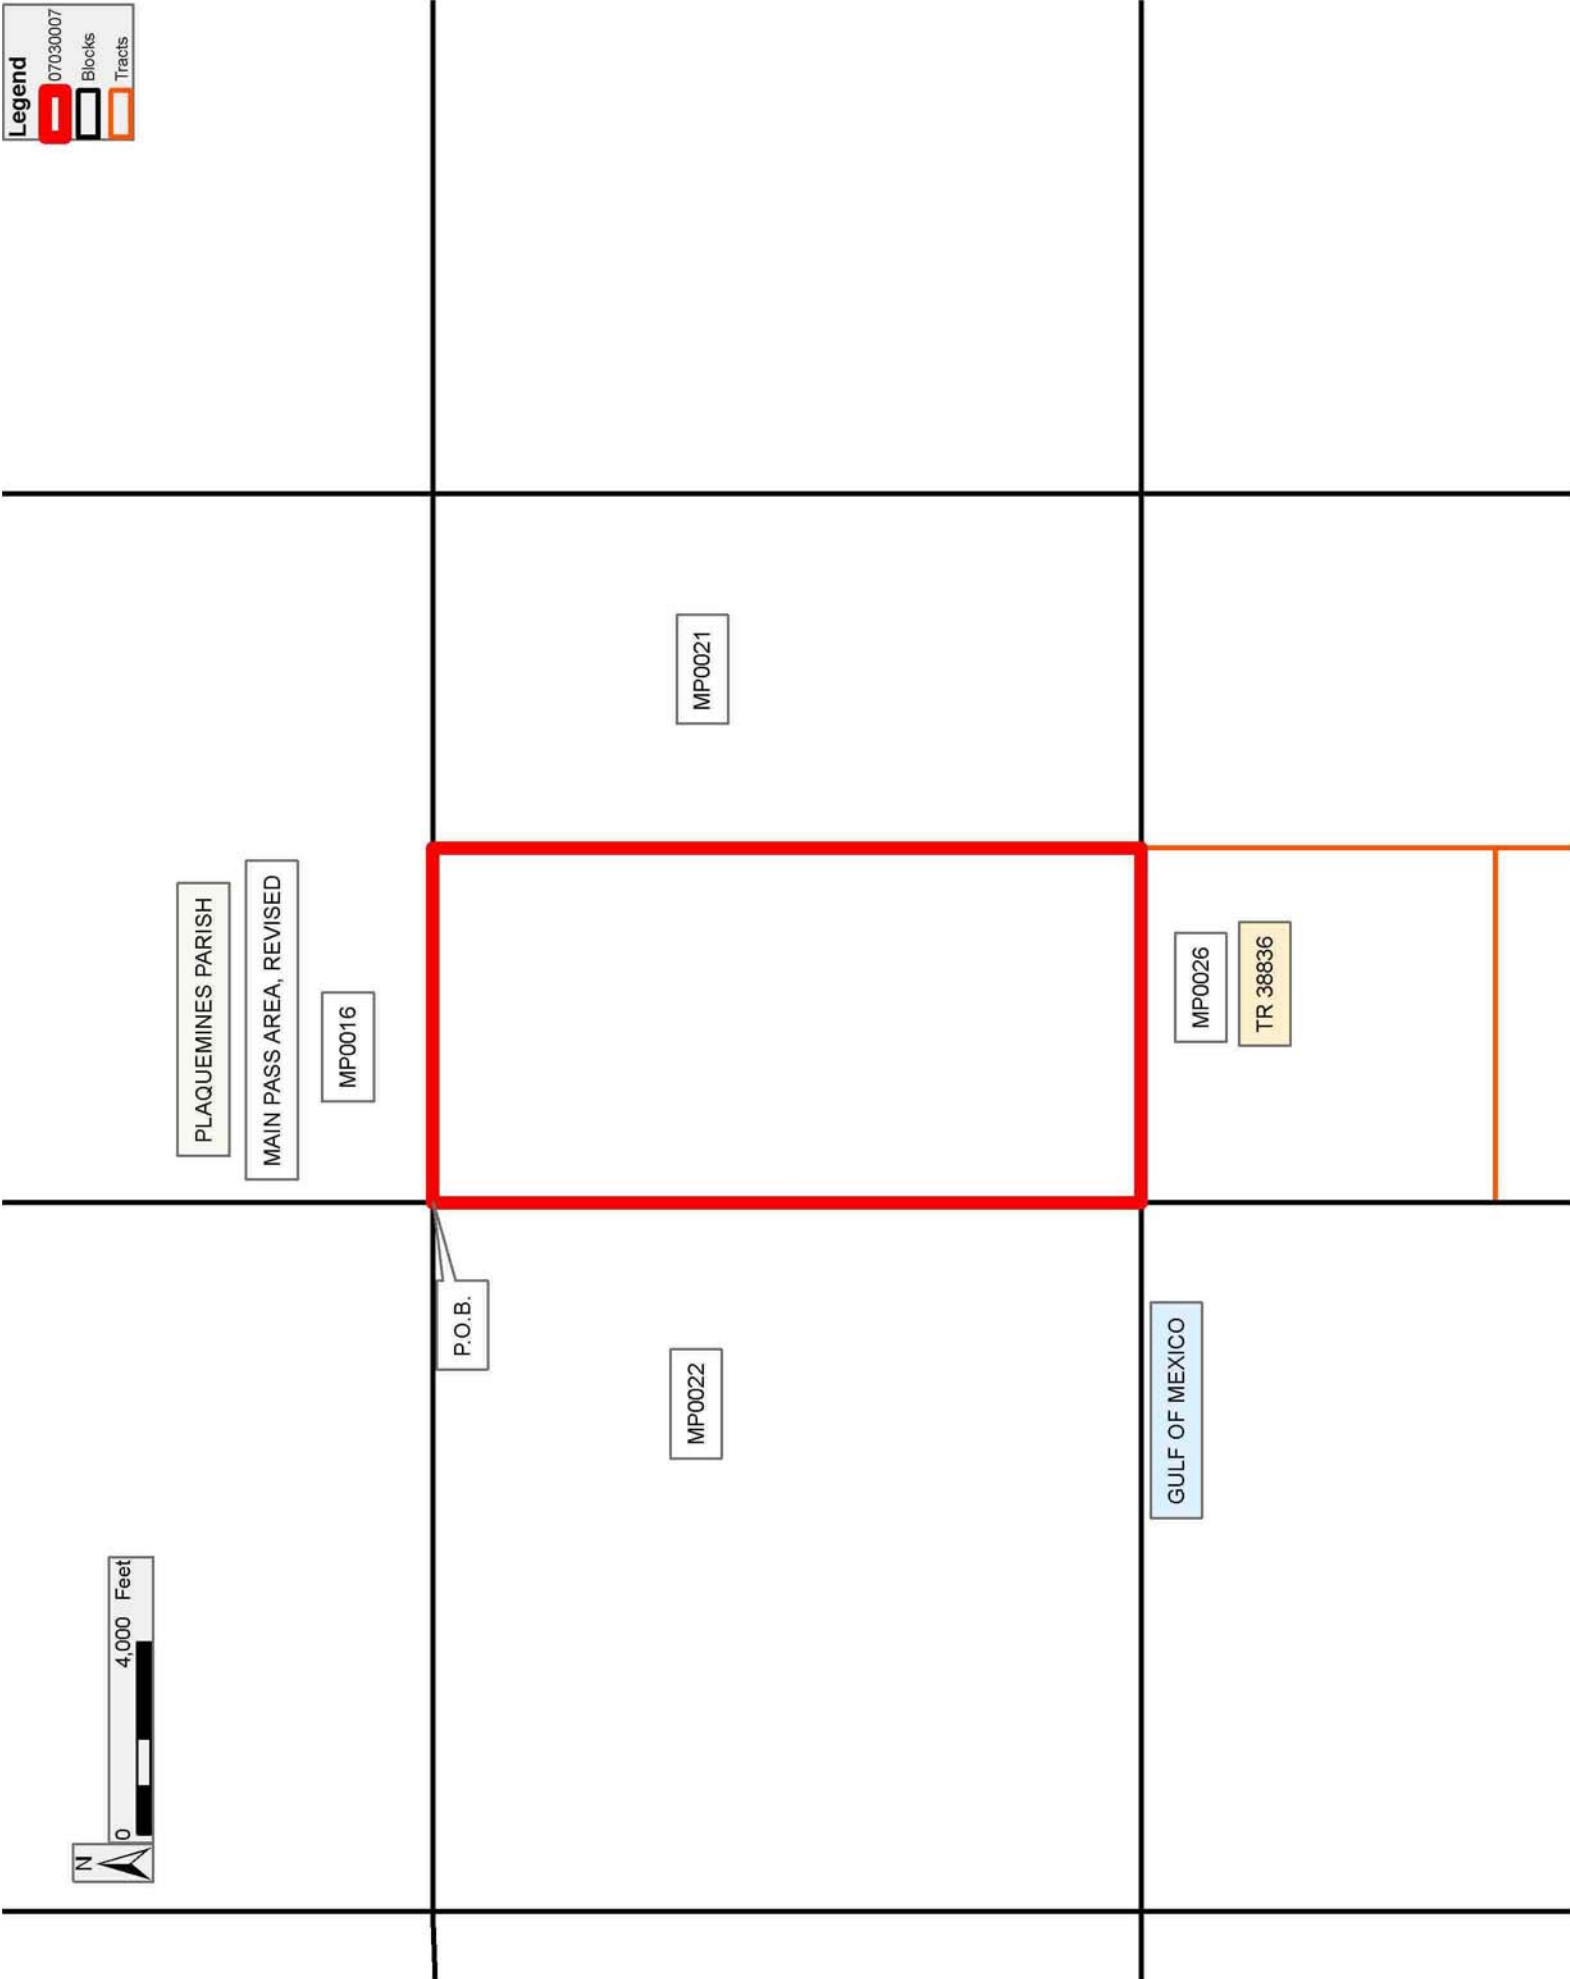 N
0 4,000 Feet
Legend
07030007
Blocks
Tracts
PLAQUEMINES PARISH
MAIN PASS AREA, REVISED
MP0016
P.O.B.
MP0022
MP0021
GULF OF MEXICO
MP0026
TR 38836